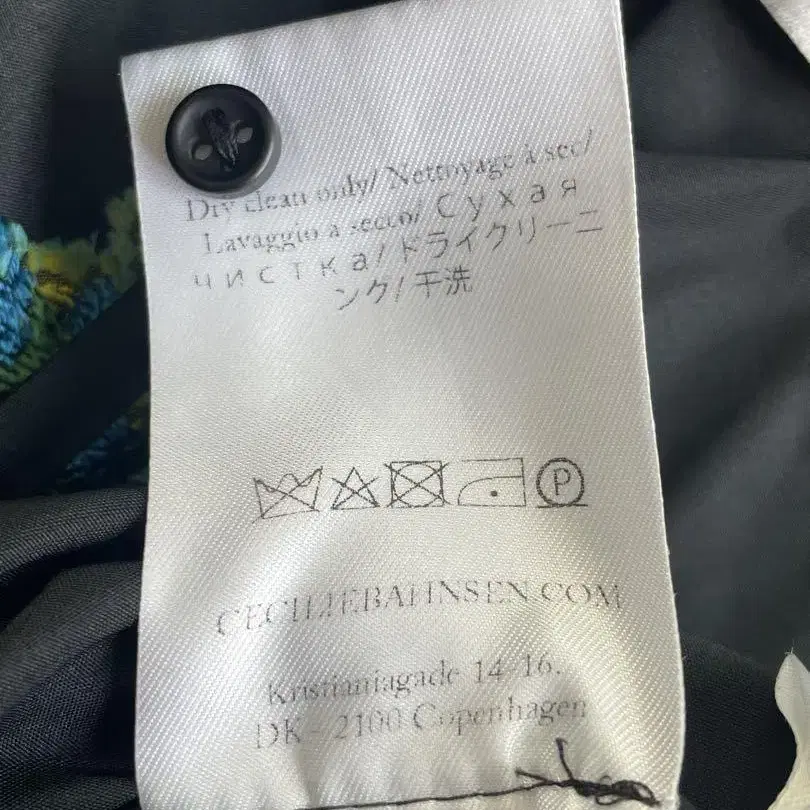 Dry clean only/ Nettoyage à sec/
Lavaggio a secco/ Сухая
чистка/ドライクリーニ
ング/干洗
P
CECILIEBAHNSEN.COM
Kristianiagade 14-16,
DK - 2100 Copenhagen